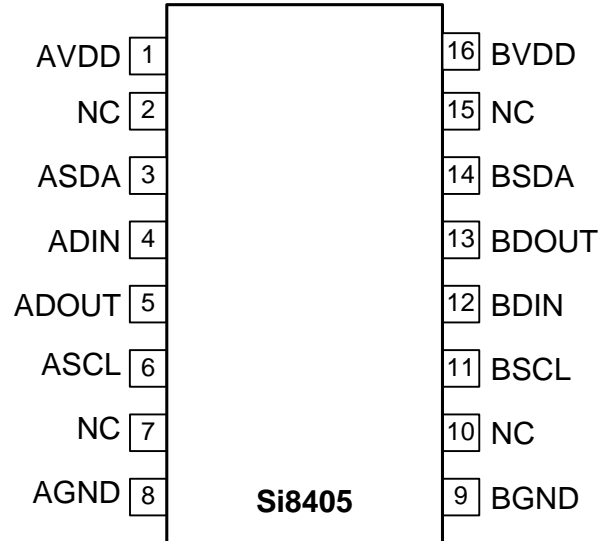 AVDD 1 16 BVDD
NC 2 15 NC
ASDA 3 14 BSDA
ADIN 4 13 BDOUT
ADOUT 5 12 BDIN
ASCL 6 11 BSCL
NC 7 10 NC
AGND 8 Si8405 9 BGND